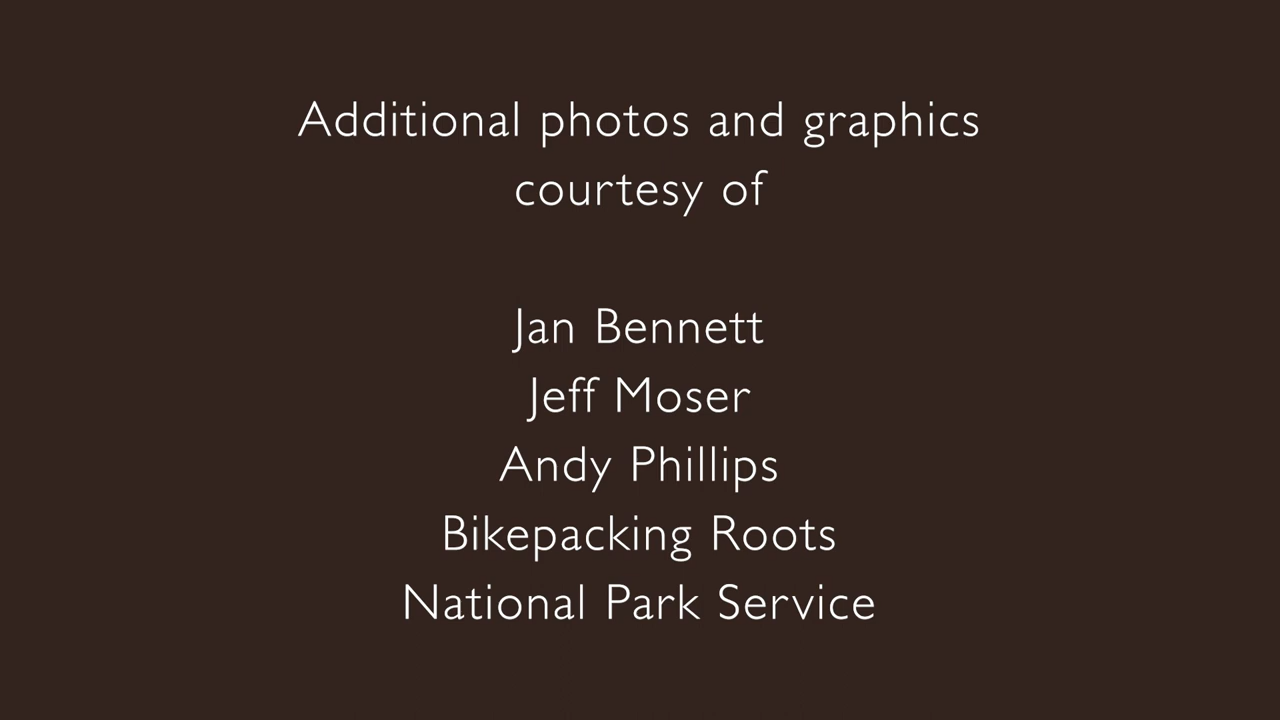 Additional photos and graphics
courtesy of
Jan Bennett
Jeff Moser
Andy Phillips
Bikepacking Roots
National Park Service